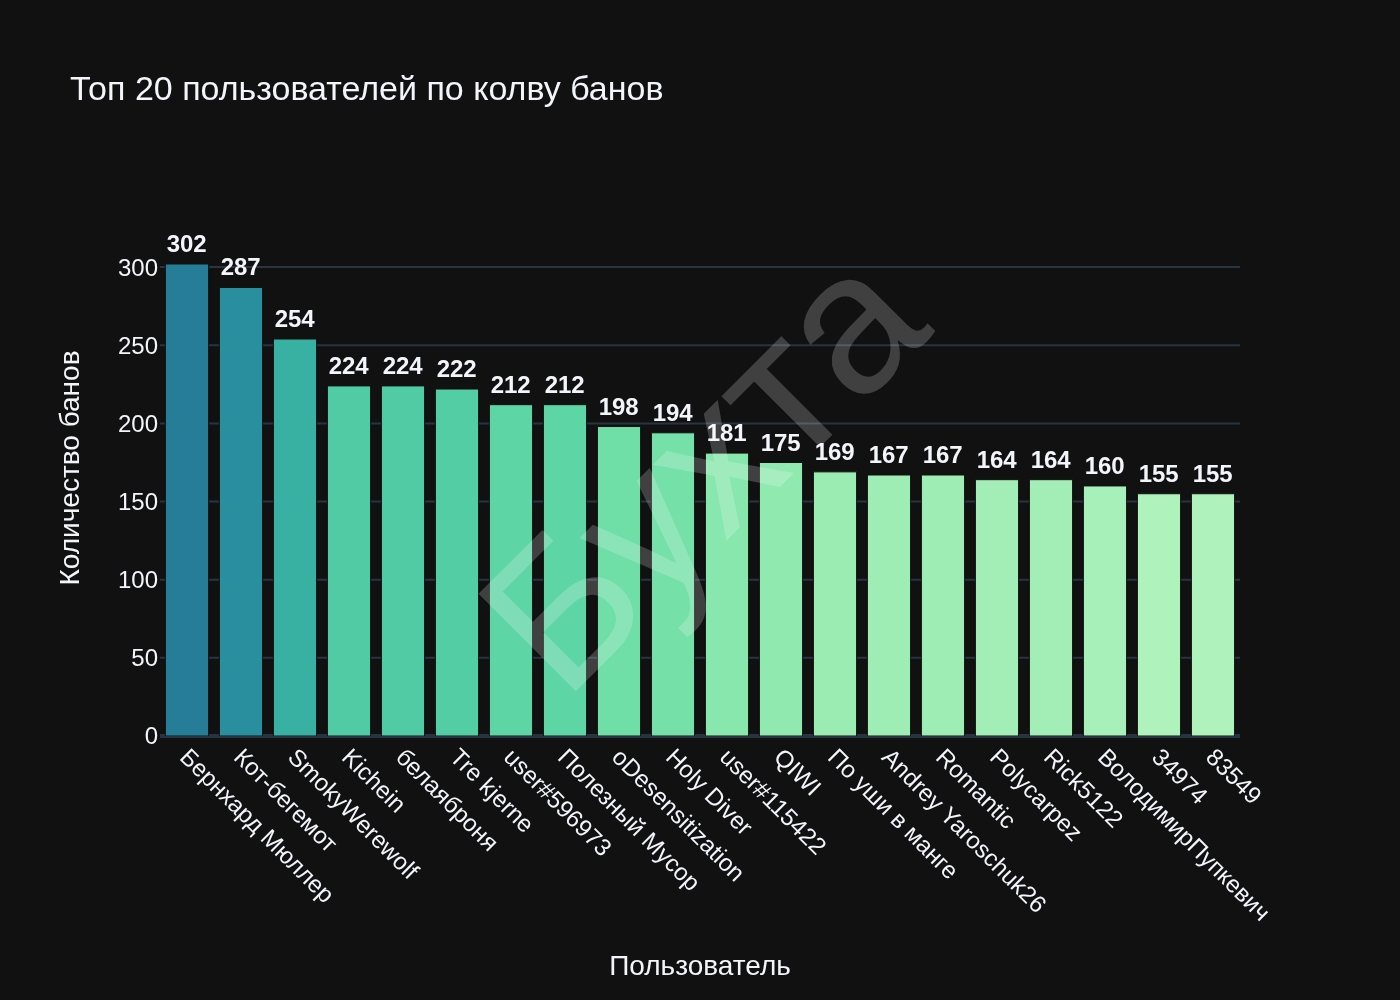 Топ 20 пользователей по колву банов
302
287
254
224
224
222
212
212
198
194
181
175
169
167
167
164
164
160
155
155
300
250
200
150
100
50
0
Количество банов
Бухта
Бернхард Мюллер
Кот-бегемот
SmokyWerewolf
Kichein
белаяброня
Tre kjerne
user#596973
Полезный Мусор
oDesensitization
Holy Diver
user#115422
QIWI
По уши в манге
Andrey Yaroschuk26
Romantic
Polycarpez
Rick5122
ВолодимирПупкевич
34974
83549
Пользователь